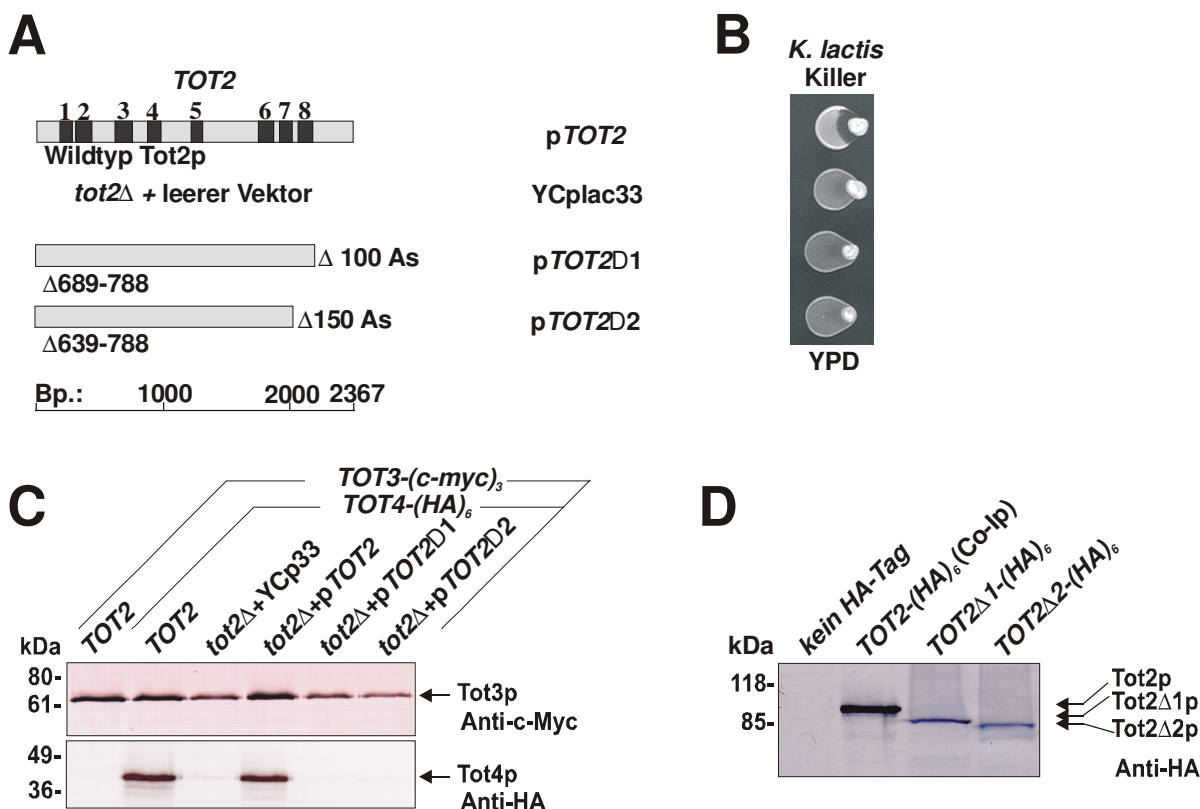 A
TOT2
1 2 3 4 5 6 7 8
Wildtyp Tot2p
pTOT2
tot2Δ + leerer Vektor
YCplac33
Δ 100 As
Δ689-788
pTOT2D1
Δ150 As
Δ639-788
pTOT2D2
Bp.: 1000 2000 2367
B
K. lactis
Killer
YPD
C
TOT3-(c-myc)₃
TOT4-(HA)₆
TOT2
TOT2
tot2Δ+YCp33
tot2Δ+pTOT2
tot2Δ+pTOT2D1
tot2Δ+pTOT2D2
kDa
80-
61-
Tot3p
Anti-c-Myc
49-
36-
Tot4p
Anti-HA
D
kein HA-Tag
TOT2-(HA)₆(Co-Ip)
TOT2Δ1-(HA)₆
TOT2Δ2-(HA)₆
kDa
118-
85-
Tot2p
Tot2Δ1p
Tot2Δ2p
Anti-HA